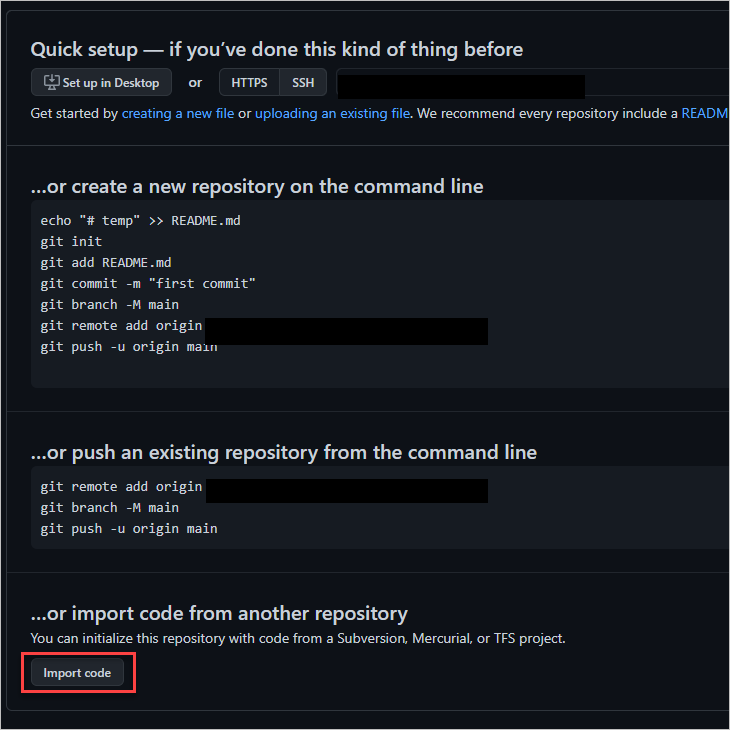 Quick setup — if you’ve done this kind of thing before
Set up in Desktop or HTTPS SSH
Get started by creating a new file or uploading an existing file. We recommend every repository include a READM
…or create a new repository on the command line
echo "# temp" >> README.md
git init
git add README.md
git commit -m "first commit"
git branch -M main
git remote add origin
git push -u origin main
…or push an existing repository from the command line
git remote add origin
git branch -M main
git push -u origin main
…or import code from another repository
You can initialize this repository with code from a Subversion, Mercurial, or TFS project.
Import code